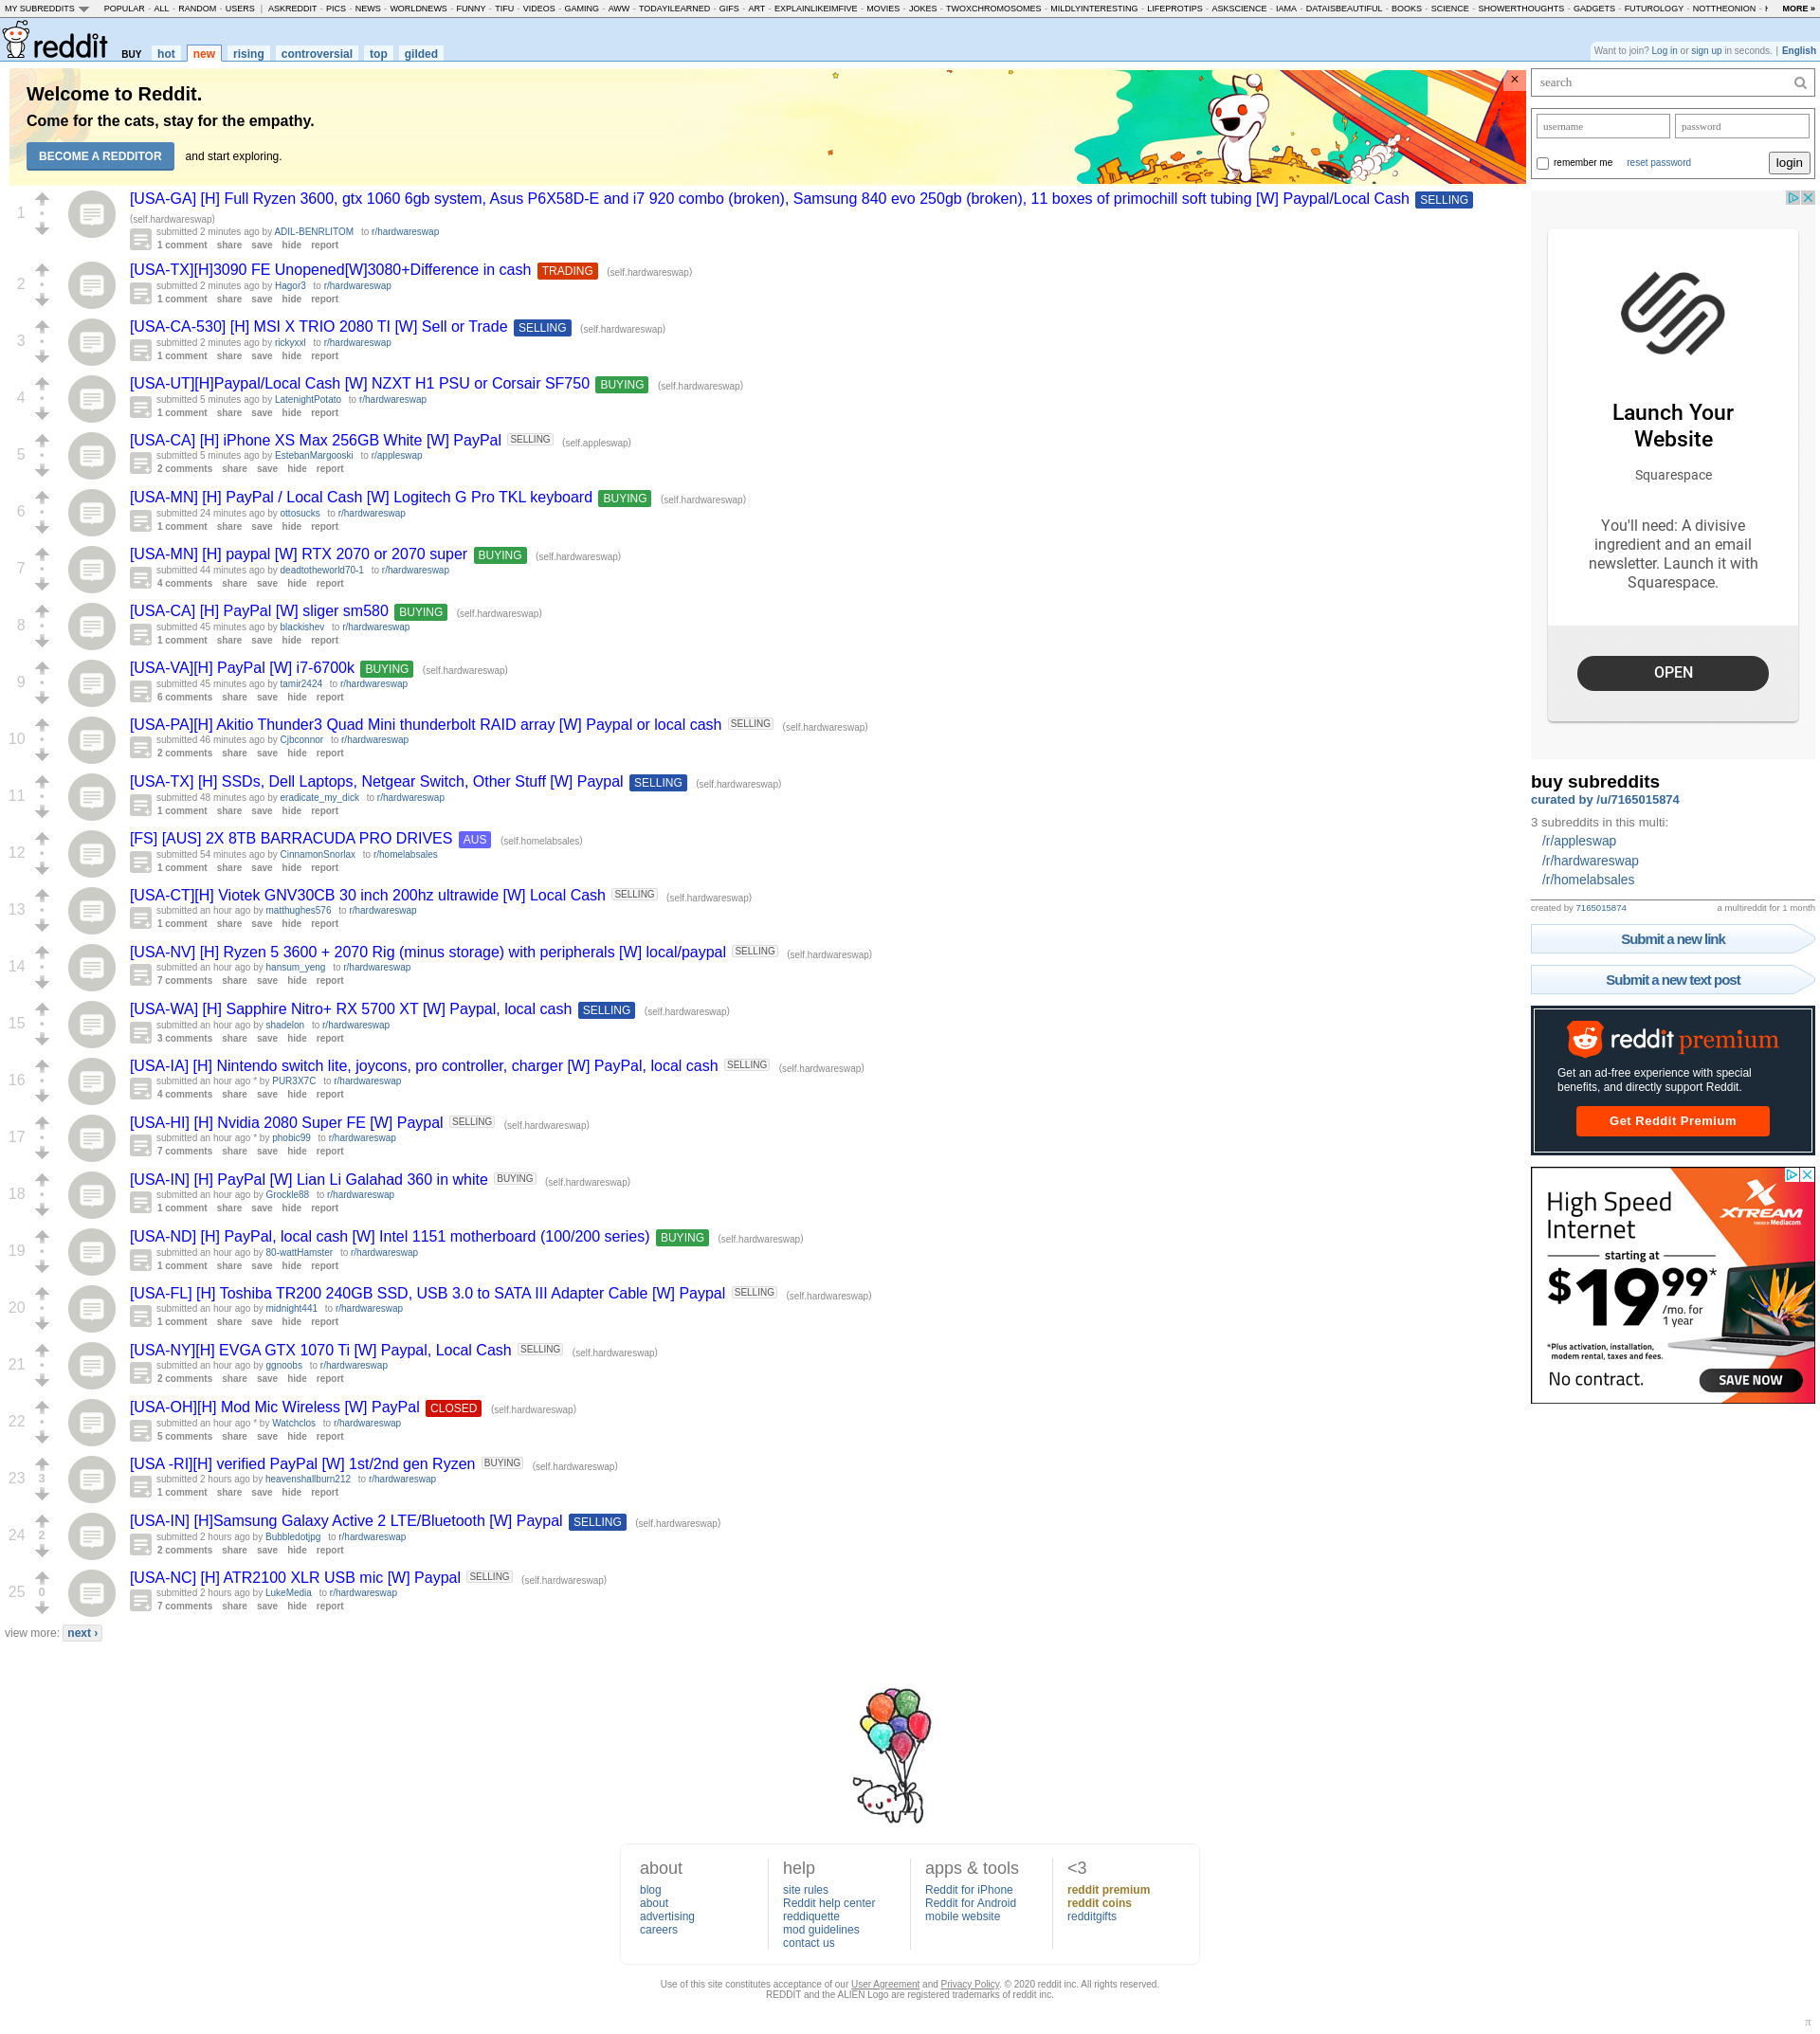 MY SUBREDDITS POPULAR - ALL - RANDOM - USERS | ASKREDDIT - PICS - NEWS - WORLDNEWS - FUNNY - TIFU - VIDEOS - GAMING - AWW - TODAYILEARNED - GIFS - ART - EXPLAINLIKEIMFIVE - MOVIES - JOKES - TWOXCHROMOSOMES - MILDLYINTERESTING - LIFEPROTIPS - ASKSCIENCE - IAMA - DATAISBEAUTIFUL - BOOKS - SCIENCE - SHOWERTHOUGHTS - GADGETS - FUTUROLOGY - NOTTHEONION - MORE »
reddit BUY hot new rising controversial top gilded
Want to join? Log in or sign up in seconds. | English
Welcome to Reddit.
Come for the cats, stay for the empathy.
BECOME A REDDITOR and start exploring.
×
1
[USA-GA] [H] Full Ryzen 3600, gtx 1060 6gb system, Asus P6X58D-E and i7 920 combo (broken), Samsung 840 evo 250gb (broken), 11 boxes of primochill soft tubing [W] Paypal/Local Cash SELLING
(self.hardwareswap)
submitted 2 minutes ago by ADIL-BENRLITOM to r/hardwareswap
1 comment share save hide report
2
[USA-TX][H]3090 FE Unopened[W]3080+Difference in cash TRADING (self.hardwareswap)
submitted 2 minutes ago by Hagor3 to r/hardwareswap
1 comment share save hide report
3
[USA-CA-530] [H] MSI X TRIO 2080 TI [W] Sell or Trade SELLING (self.hardwareswap)
submitted 2 minutes ago by rickyxxl to r/hardwareswap
1 comment share save hide report
4
[USA-UT][H]Paypal/Local Cash [W] NZXT H1 PSU or Corsair SF750 BUYING (self.hardwareswap)
submitted 5 minutes ago by LatenightPotato to r/hardwareswap
1 comment share save hide report
5
[USA-CA] [H] iPhone XS Max 256GB White [W] PayPal SELLING (self.appleswap)
submitted 5 minutes ago by EstebanMargooski to r/appleswap
2 comments share save hide report
6
[USA-MN] [H] PayPal / Local Cash [W] Logitech G Pro TKL keyboard BUYING (self.hardwareswap)
submitted 24 minutes ago by ottosucks to r/hardwareswap
1 comment share save hide report
7
[USA-MN] [H] paypal [W] RTX 2070 or 2070 super BUYING (self.hardwareswap)
submitted 44 minutes ago by deadtotheworld70-1 to r/hardwareswap
4 comments share save hide report
8
[USA-CA] [H] PayPal [W] sliger sm580 BUYING (self.hardwareswap)
submitted 45 minutes ago by blackishev to r/hardwareswap
1 comment share save hide report
9
[USA-VA][H] PayPal [W] i7-6700k BUYING (self.hardwareswap)
submitted 45 minutes ago by tamir2424 to r/hardwareswap
6 comments share save hide report
10
[USA-PA][H] Akitio Thunder3 Quad Mini thunderbolt RAID array [W] Paypal or local cash SELLING (self.hardwareswap)
submitted 46 minutes ago by Cjbconnor to r/hardwareswap
2 comments share save hide report
11
[USA-TX] [H] SSDs, Dell Laptops, Netgear Switch, Other Stuff [W] Paypal SELLING (self.hardwareswap)
submitted 48 minutes ago by eradicate_my_dick to r/hardwareswap
1 comment share save hide report
12
[FS] [AUS] 2X 8TB BARRACUDA PRO DRIVES AUS (self.homelabsales)
submitted 54 minutes ago by CinnamonSnorlax to r/homelabsales
1 comment share save hide report
13
[USA-CT][H] Viotek GNV30CB 30 inch 200hz ultrawide [W] Local Cash SELLING (self.hardwareswap)
submitted an hour ago by matthughes576 to r/hardwareswap
1 comment share save hide report
14
[USA-NV] [H] Ryzen 5 3600 + 2070 Rig (minus storage) with peripherals [W] local/paypal SELLING (self.hardwareswap)
submitted an hour ago by hansum_yeng to r/hardwareswap
7 comments share save hide report
15
[USA-WA] [H] Sapphire Nitro+ RX 5700 XT [W] Paypal, local cash SELLING (self.hardwareswap)
submitted an hour ago by shadelon to r/hardwareswap
3 comments share save hide report
16
[USA-IA] [H] Nintendo switch lite, joycons, pro controller, charger [W] PayPal, local cash SELLING (self.hardwareswap)
submitted an hour ago * by PUR3X7C to r/hardwareswap
4 comments share save hide report
17
[USA-HI] [H] Nvidia 2080 Super FE [W] Paypal SELLING (self.hardwareswap)
submitted an hour ago * by phobic99 to r/hardwareswap
7 comments share save hide report
18
[USA-IN] [H] PayPal [W] Lian Li Galahad 360 in white BUYING (self.hardwareswap)
submitted an hour ago by Grockle88 to r/hardwareswap
1 comment share save hide report
19
[USA-ND] [H] PayPal, local cash [W] Intel 1151 motherboard (100/200 series) BUYING (self.hardwareswap)
submitted an hour ago by 80-wattHamster to r/hardwareswap
1 comment share save hide report
20
[USA-FL] [H] Toshiba TR200 240GB SSD, USB 3.0 to SATA III Adapter Cable [W] Paypal SELLING (self.hardwareswap)
submitted an hour ago by midnight441 to r/hardwareswap
1 comment share save hide report
21
[USA-NY][H] EVGA GTX 1070 Ti [W] Paypal, Local Cash SELLING (self.hardwareswap)
submitted an hour ago by ggnoobs to r/hardwareswap
2 comments share save hide report
22
[USA-OH][H] Mod Mic Wireless [W] PayPal CLOSED (self.hardwareswap)
submitted an hour ago * by Watchclos to r/hardwareswap
5 comments share save hide report
23 3
[USA -RI][H] verified PayPal [W] 1st/2nd gen Ryzen BUYING (self.hardwareswap)
submitted 2 hours ago by heavenshallburn212 to r/hardwareswap
1 comment share save hide report
24 2
[USA-IN] [H]Samsung Galaxy Active 2 LTE/Bluetooth [W] Paypal SELLING (self.hardwareswap)
submitted 2 hours ago by Bubbledotjpg to r/hardwareswap
2 comments share save hide report
25 0
[USA-NC] [H] ATR2100 XLR USB mic [W] Paypal SELLING (self.hardwareswap)
submitted 2 hours ago by LukeMedia to r/hardwareswap
7 comments share save hide report
view more: next ›
search
username password
remember me reset password login
Launch Your
Website
Squarespace
You'll need: A divisive
ingredient and an email
newsletter. Launch it with
Squarespace.
OPEN
buy subreddits
curated by /u/7165015874
3 subreddits in this multi:
/r/appleswap
/r/hardwareswap
/r/homelabsales
created by 7165015874 a multireddit for 1 month
Submit a new link
Submit a new text post
reddit premium
Get an ad-free experience with special
benefits, and directly support Reddit.
Get Reddit Premium
High Speed
Internet
XTREAM
POWERED BY Mediacom
starting at
$1999*
/mo. for
1 year
*Plus activation, installation,
modem rental, taxes and fees.
No contract. SAVE NOW
about
blog
about
advertising
careers
help
site rules
Reddit help center
reddiquette
mod guidelines
contact us
apps & tools
Reddit for iPhone
Reddit for Android
mobile website
<3
reddit premium
reddit coins
redditgifts
Use of this site constitutes acceptance of our User Agreement and Privacy Policy. © 2020 reddit inc. All rights reserved.
REDDIT and the ALIEN Logo are registered trademarks of reddit inc.
π